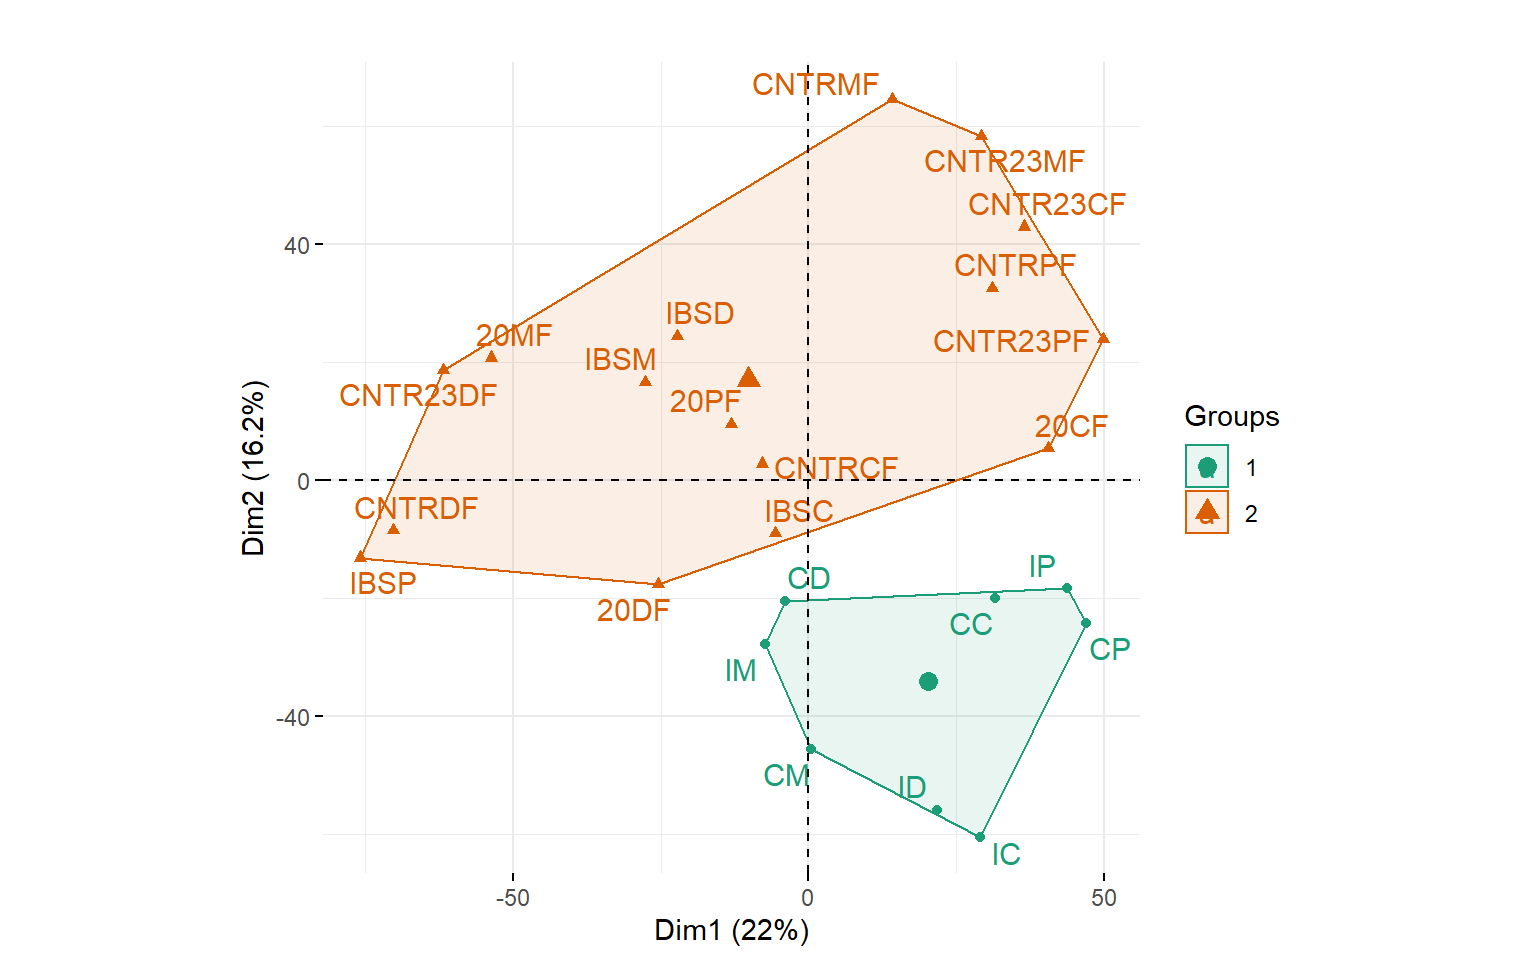 CNTRMF
CNTR23MF
CNTR23CF
40
CNTRPF
IBSD
20MF
CNTR23PF
IBSM
CNTR23DF
20PF
20CF
CNTRCF
0
CNTRDF
IBSC
IBSP
20DF
CD
IP
CC
CP
IM
-40
CM
ID
IC
-50
0
50
Dim1 (22%)
Dim2 (16.2%)
Groups
a 1
a 2